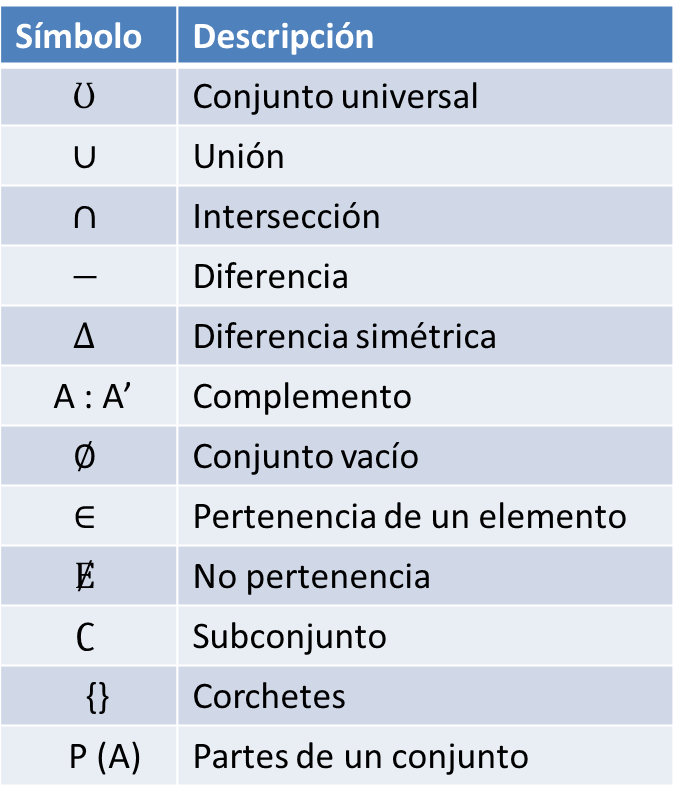 Símbolo Descripción
℧ Conjunto universal
∪ Unión
∩ Intersección
− Diferencia
Δ Diferencia simétrica
A : A’ Complemento
∅ Conjunto vacío
∈ Pertenencia de un elemento
E̸ No pertenencia
C Subconjunto
{} Corchetes
P (A) Partes de un conjunto